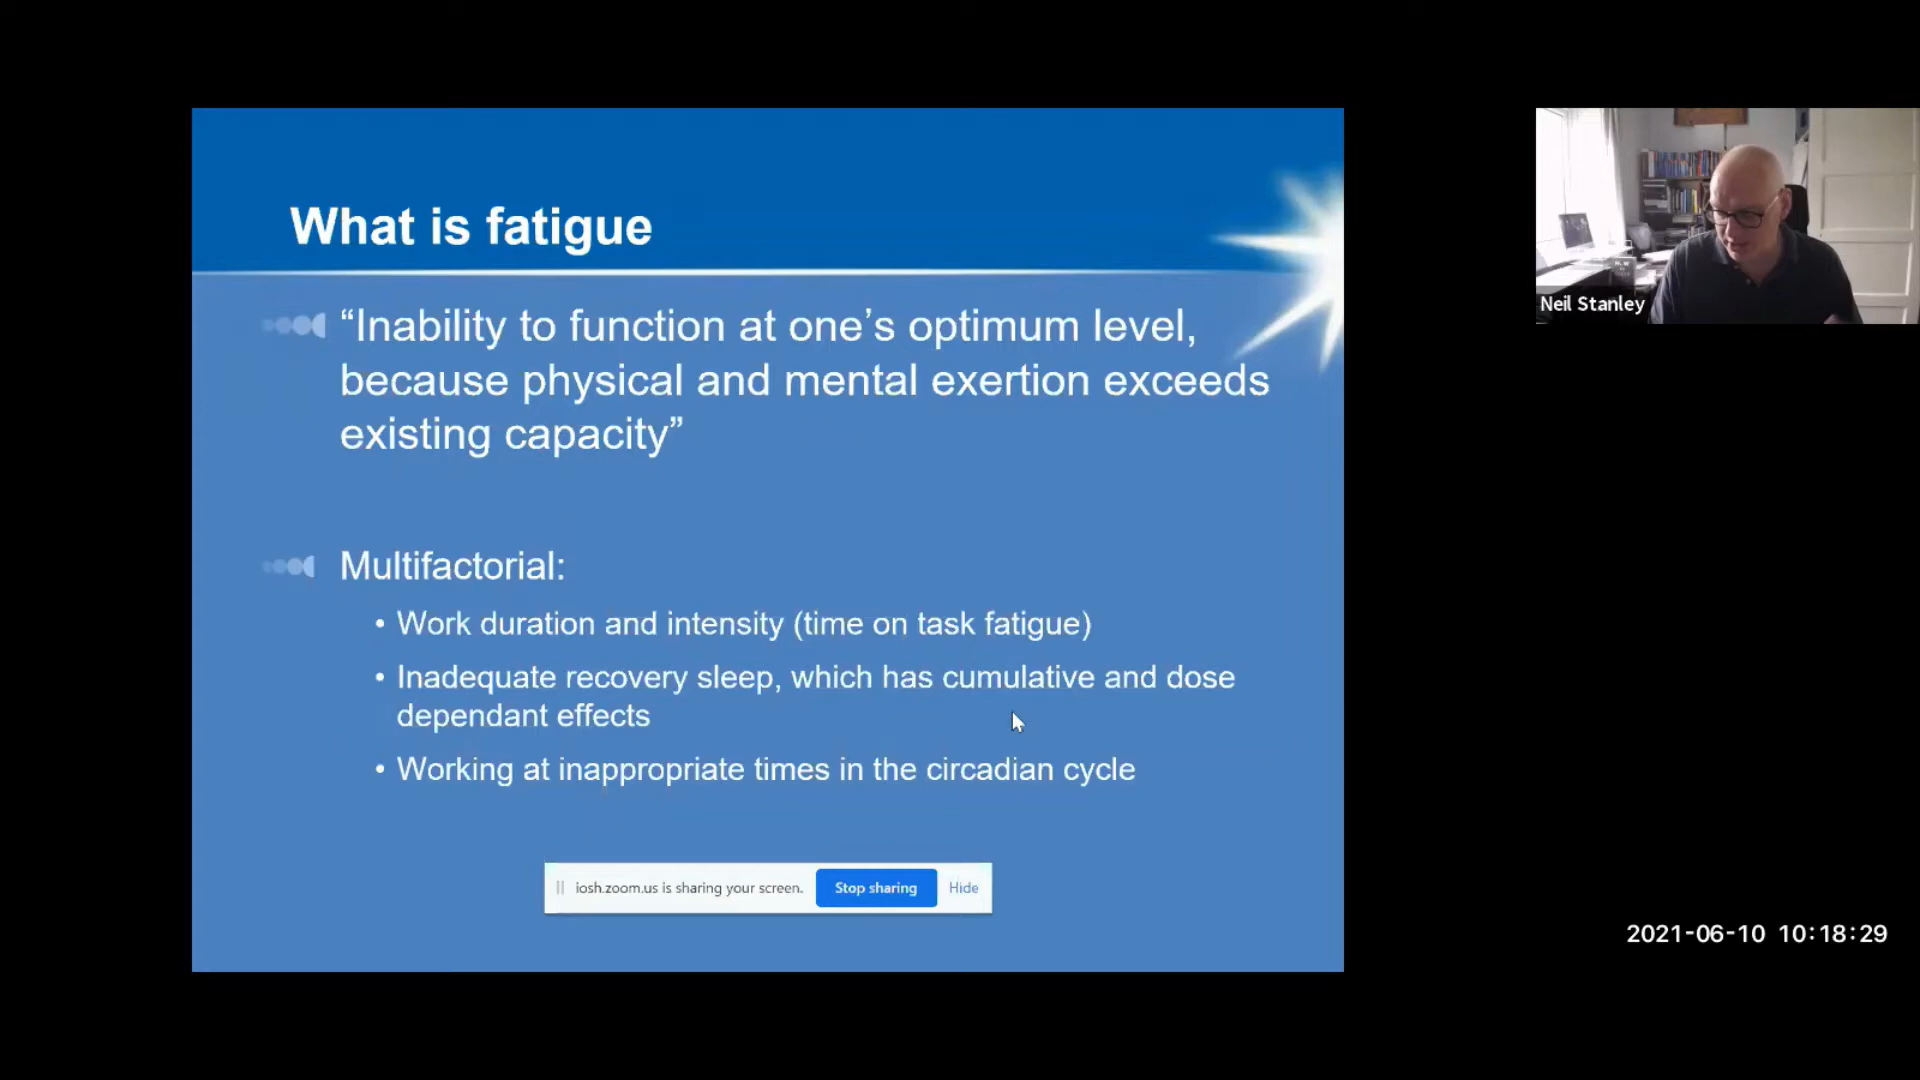 What is fatigue
“Inability to function at one’s optimum level,
because physical and mental exertion exceeds
existing capacity”
Multifactorial:
• Work duration and intensity (time on task fatigue)
• Inadequate recovery sleep, which has cumulative and dose
dependant effects
• Working at inappropriate times in the circadian cycle
iosh.zoom.us is sharing your screen. Stop sharing Hide
Neil Stanley
2021-06-10 10:18:29